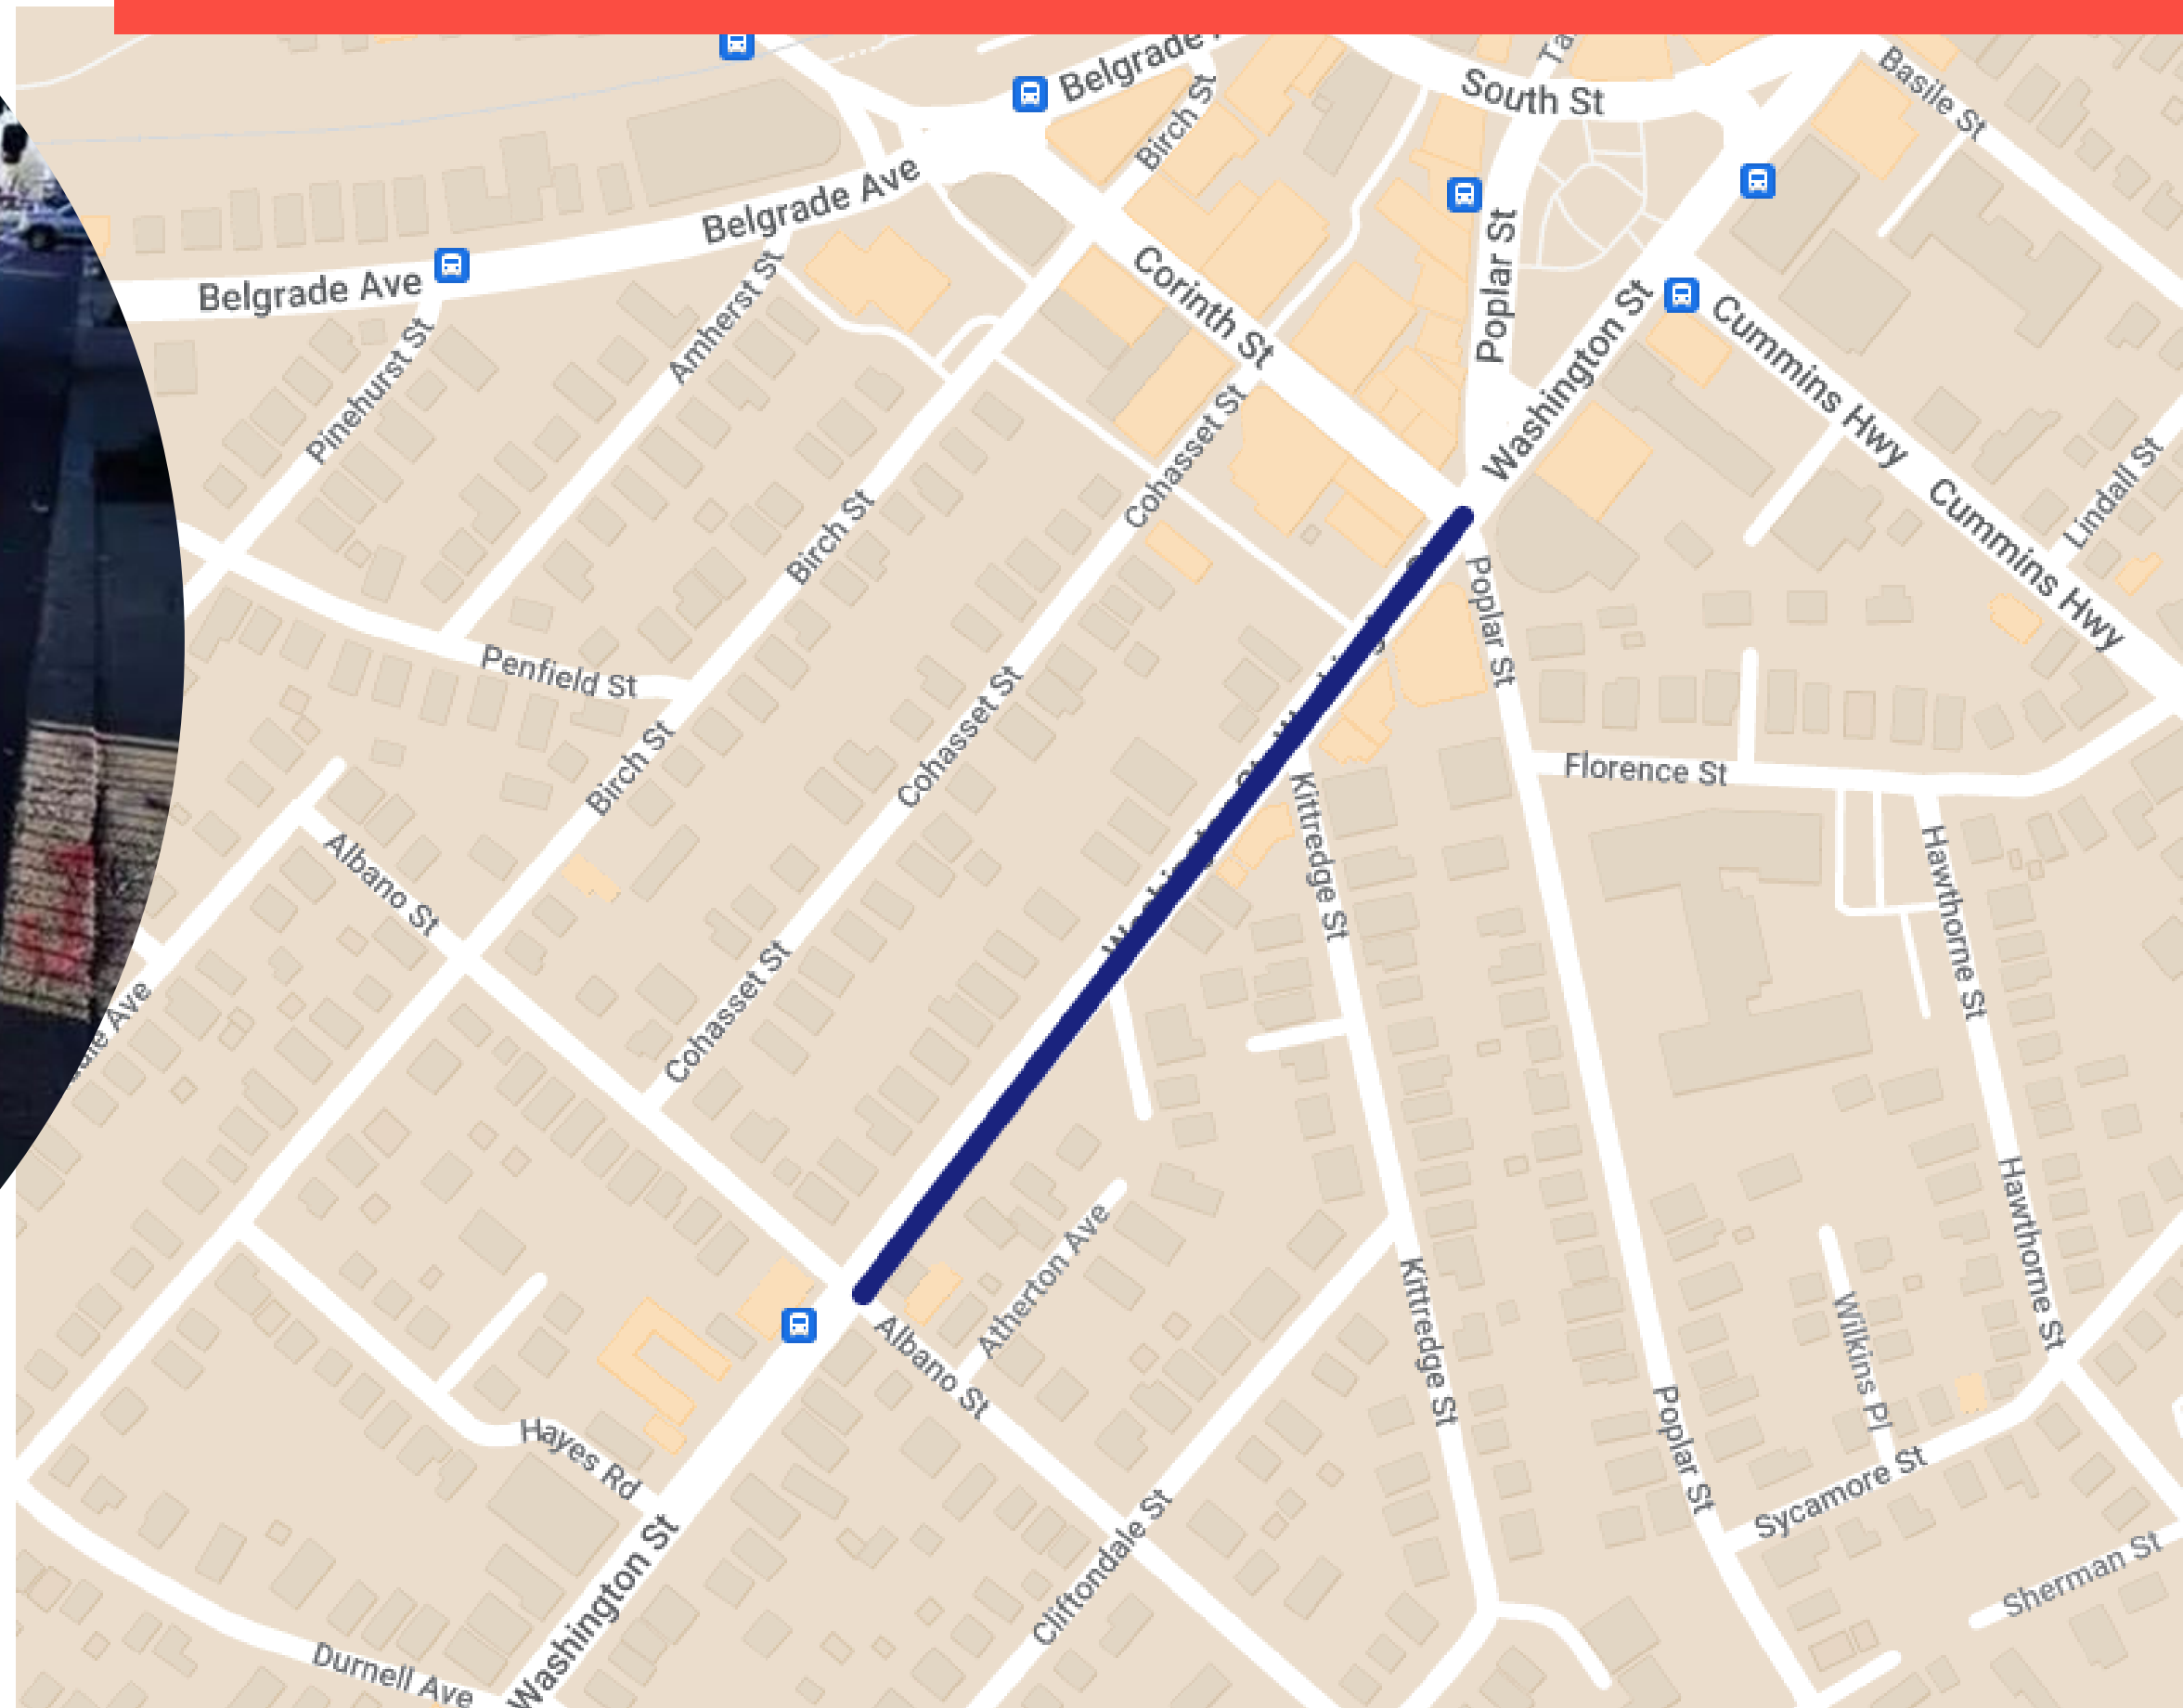 Belgrade
Birch St
South St
Basile St
Belgrade Ave
Belgrade Ave
Amherst St
Pinehurst St
Corinth St
Poplar St
Washington St
Cummins Hwy
Cummins Hwy
Lindall St
Cohasset St
Birch St
Poplar St
Penfield St
Cohasset St
Birch St
Florence St
Kittredge St
Albano St
Hawthorne St
Cohasset St
Ave
Atherton Ave
Hawthorne St
Kittredge St
Albano St
Wilkins Pl
Hayes Rd
Poplar St
Sycamore St
Cliftondale St
Washington St
Sherman St
Durnell Ave